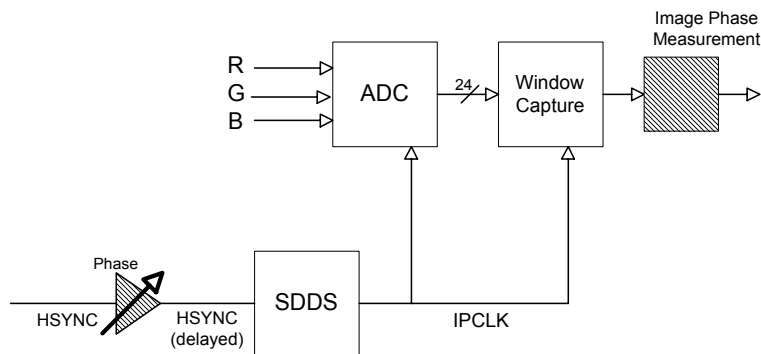 Image Phase
Measurement
R
G
B
ADC
24
Window
Capture
Phase
HSYNC
HSYNC
(delayed)
SDDS
IPCLK